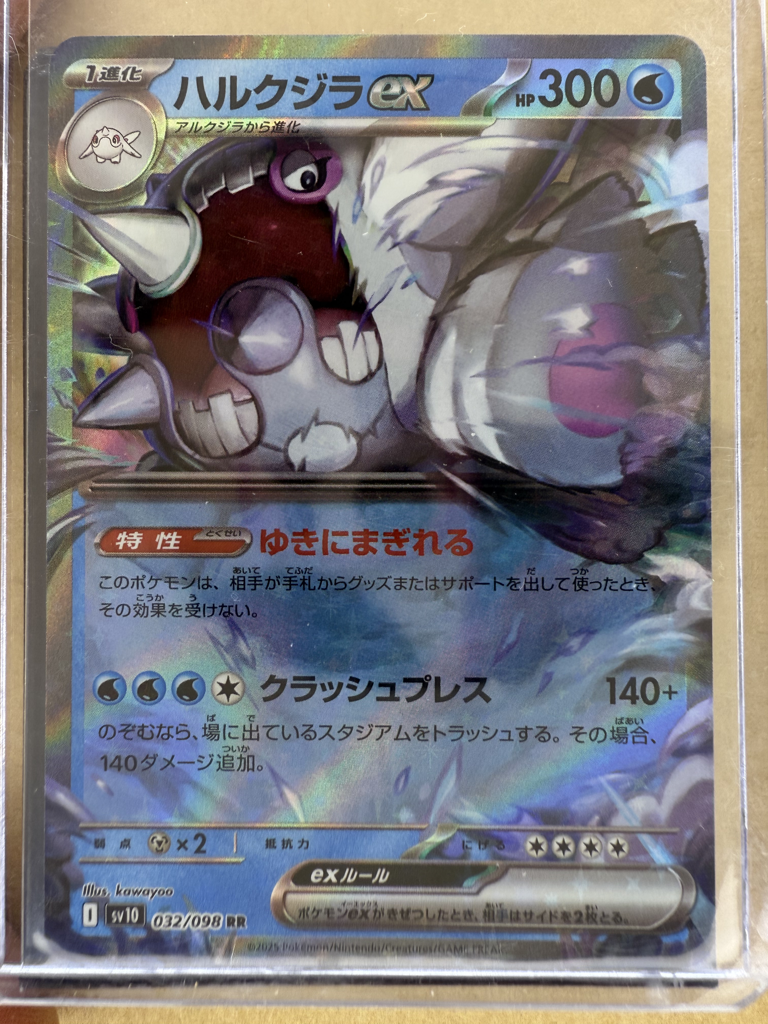 1進化
ハルクジラex
HP300
アルクジラから進化
特性
とくせい
ゆきにまぎれる
このポケモンは、相手が手札からグッズまたはサポートを出して使ったとき、
その効果を受けない。
クラッシュプレス 140+
のぞむなら、場に出ているスタジアムをトラッシュする。その場合、
140ダメージ追加。
弱点 ×2 抵抗力 にげる
exルール
ポケモンexがきぜつしたとき、相手はサイドを2枚とる。
Illus. kawayoo
I sv10 032/098 RR
©2025 Pokémon/Nintendo/Creatures/GAME FREAK